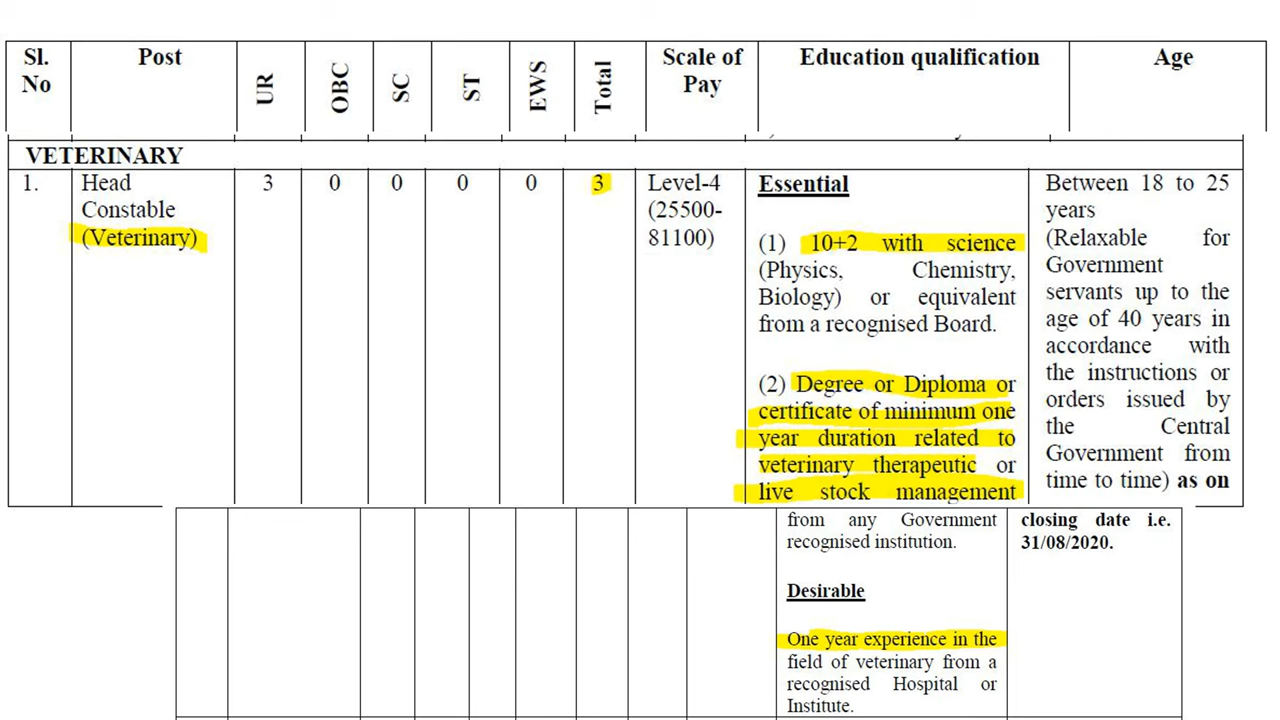 Sl. No
Post
UR
OBC
SC
ST
EWS
Total
Scale of Pay
Education qualification
Age
VETERINARY
1.
Head
Constable
(Veterinary)
3
0
0
0
0
3
Level-4
(25500-
81100)
Essential
(1) 10+2 with science
(Physics, Chemistry,
Biology) or equivalent
from a recognised Board.
(2) Degree or Diploma or
certificate of minimum one
year duration related to
veterinary therapeutic or
live stock management
from any Government
recognised institution.
Desirable
One year experience in the
field of veterinary from a
recognised Hospital or
Institute.
Between 18 to 25
years
(Relaxable for
Government
servants up to the
age of 40 years in
accordance with
the instructions or
orders issued by
the Central
Government from
time to time) as on
closing date i.e.
31/08/2020.